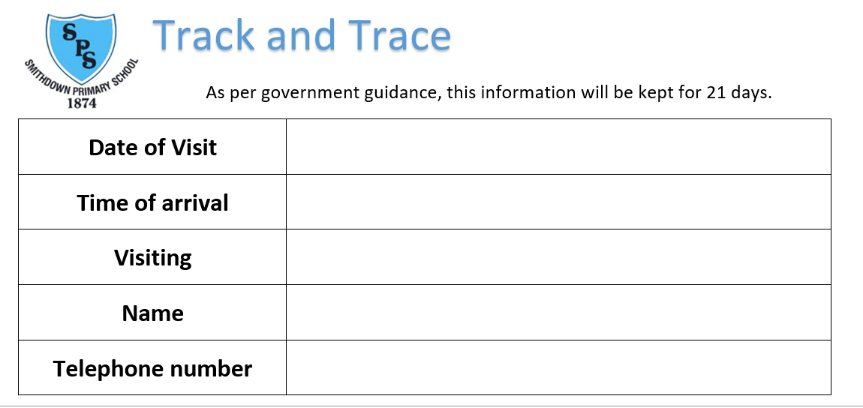 SPS
SMITHDOWN PRIMARY SCHOOL
1874
Track and Trace
As per government guidance, this information will be kept for 21 days.
Date of Visit
Time of arrival
Visiting
Name
Telephone number